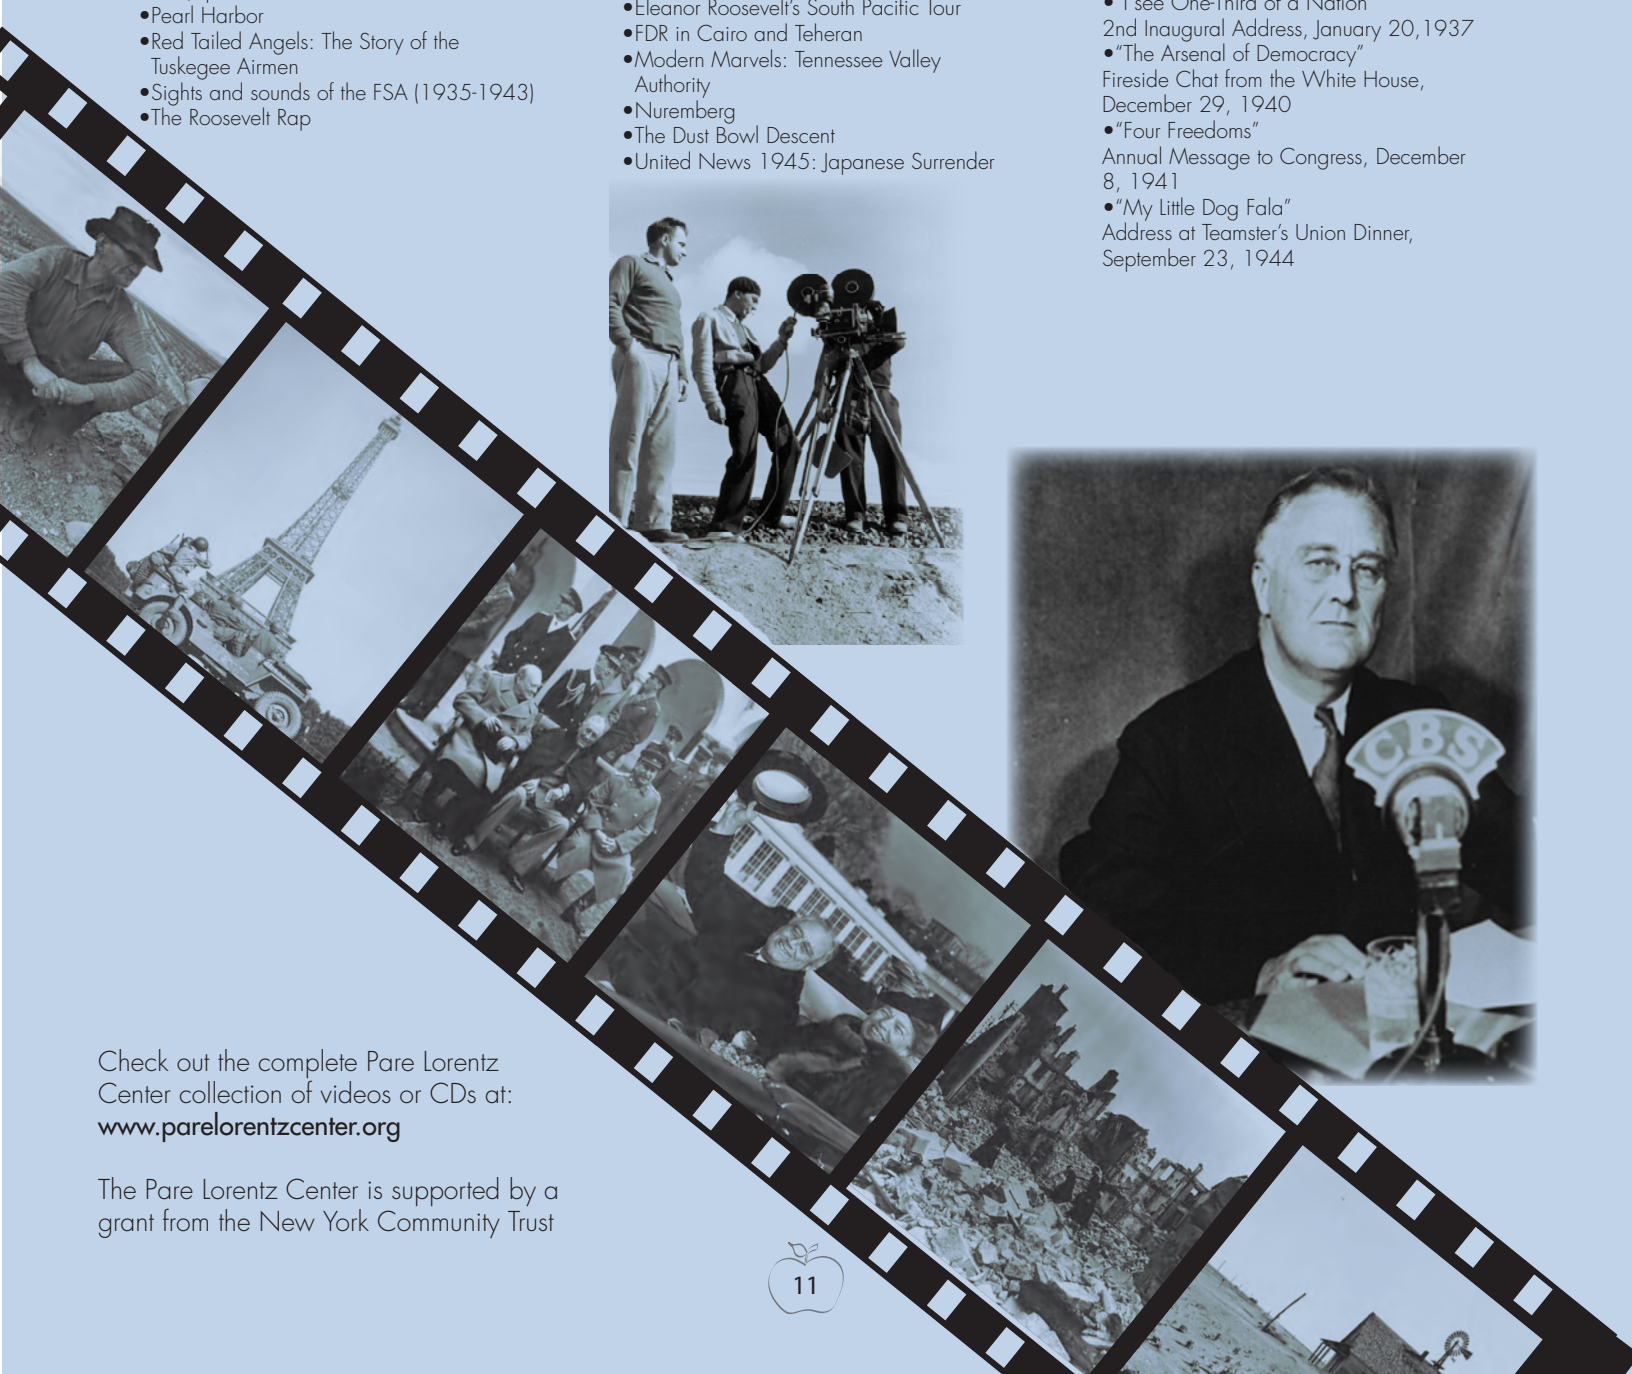 •Pearl Harbor
•Red Tailed Angels: The Story of the
Tuskegee Airmen
•Sights and sounds of the FSA (1935-1943)
•The Roosevelt Rap
•Eleanor Roosevelt's South Pacific Tour
•FDR in Cairo and Teheran
•Modern Marvels: Tennessee Valley
Authority
•Nuremberg
•The Dust Bowl Descent
•United News 1945: Japanese Surrender
•"I see One-Third of a Nation"
2nd Inaugural Address, January 20,1937
•"The Arsenal of Democracy"
Fireside Chat from the White House,
December 29, 1940
•"Four Freedoms"
Annual Message to Congress, December
8, 1941
•"My Little Dog Fala"
Address at Teamster's Union Dinner,
September 23, 1944
CBS
Check out the complete Pare Lorentz
Center collection of videos or CDs at:
www.parelorentzcenter.org
The Pare Lorentz Center is supported by a
grant from the New York Community Trust
11